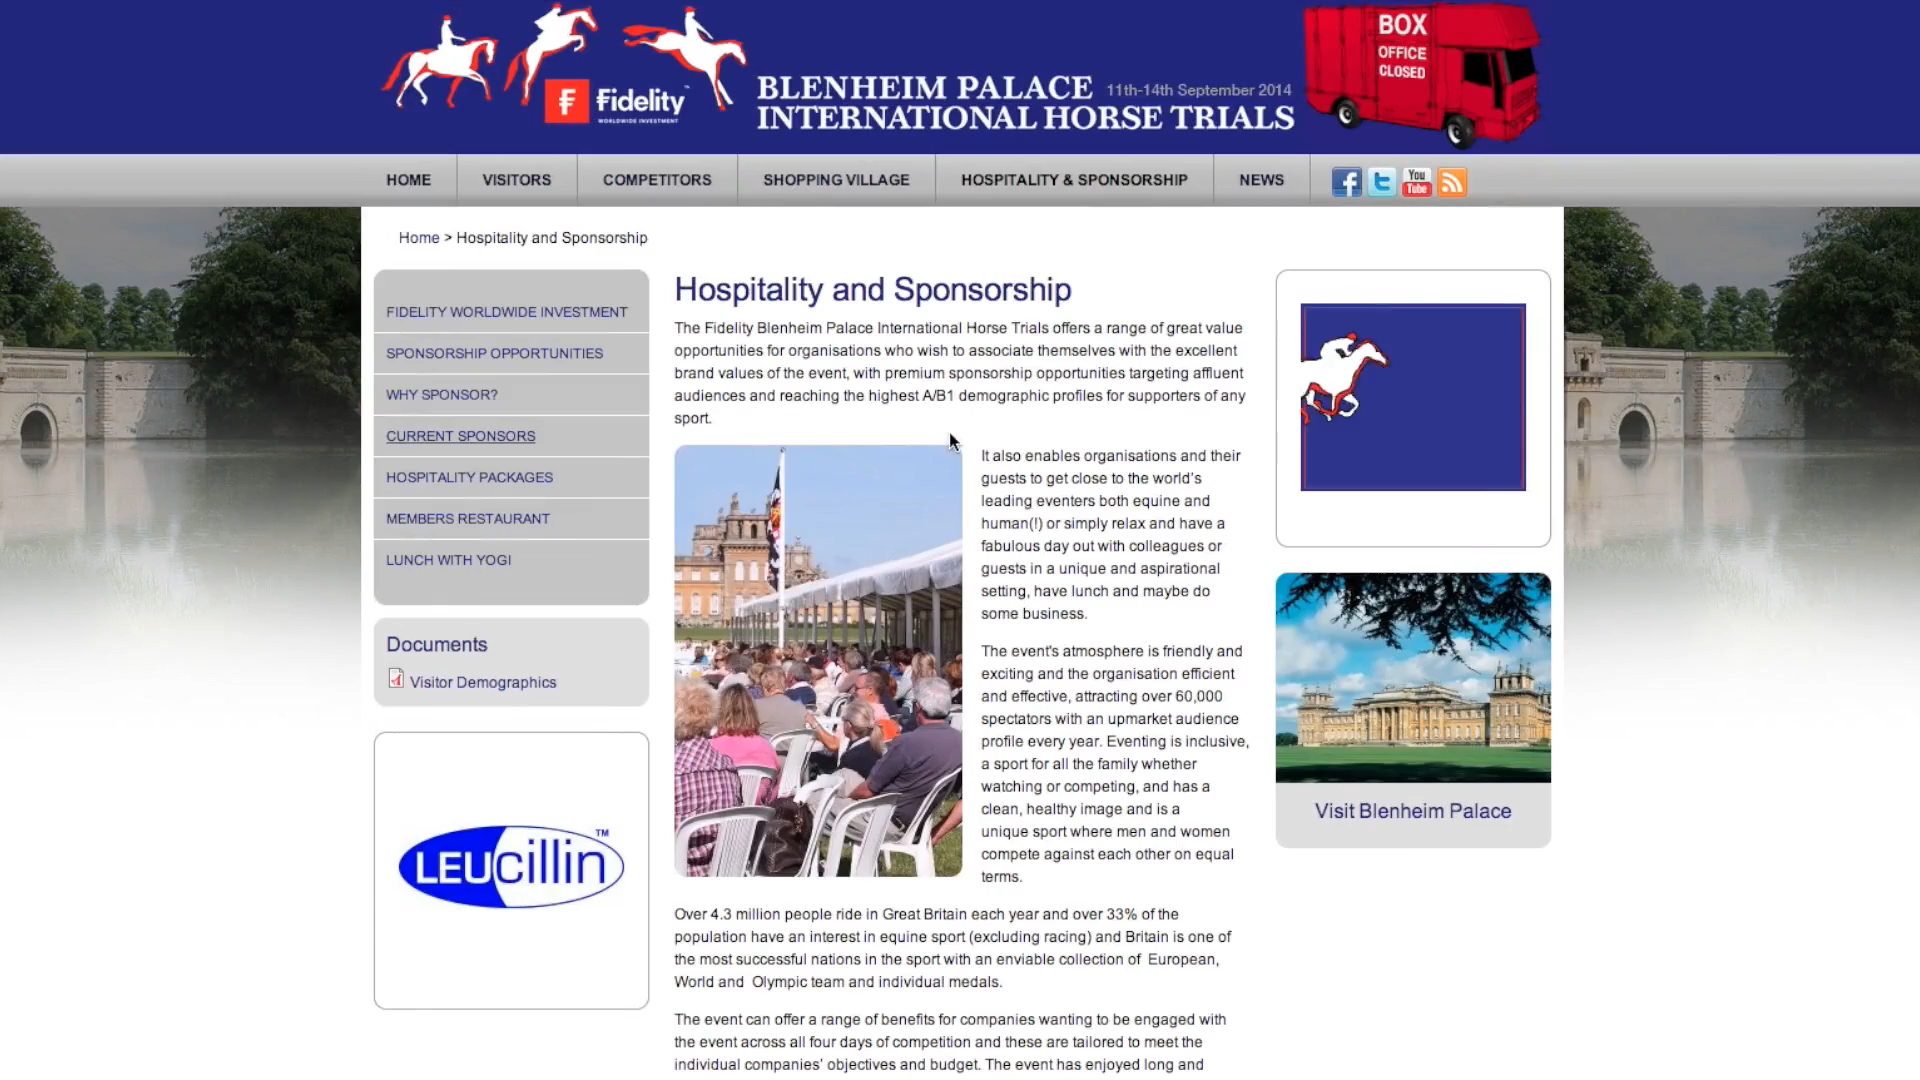 BOX
OFFICE
CLOSED
Fidelity™
WORLDWIDE INVESTMENT
BLENHEIM PALACE 11th-14th September 2014
INTERNATIONAL HORSE TRIALS
HOME VISITORS COMPETITORS SHOPPING VILLAGE HOSPITALITY & SPONSORSHIP NEWS You Tube
Home > Hospitality and Sponsorship
FIDELITY WORLDWIDE INVESTMENT
SPONSORSHIP OPPORTUNITIES
WHY SPONSOR?
CURRENT SPONSORS
HOSPITALITY PACKAGES
MEMBERS RESTAURANT
LUNCH WITH YOGI
Documents
Visitor Demographics
LEUcillin™
Hospitality and Sponsorship
The Fidelity Blenheim Palace International Horse Trials offers a range of great value
opportunities for organisations who wish to associate themselves with the excellent
brand values of the event, with premium sponsorship opportunities targeting affluent
audiences and reaching the highest A/B1 demographic profiles for supporters of any
sport.
It also enables organisations and their
guests to get close to the world's
leading eventers both equine and
human(!) or simply relax and have a
fabulous day out with colleagues or
guests in a unique and aspirational
setting, have lunch and maybe do
some business.
The event's atmosphere is friendly and
exciting and the organisation efficient
and effective, attracting over 60,000
spectators with an upmarket audience
profile every year. Eventing is inclusive,
a sport for all the family whether
watching or competing, and has a
clean, healthy image and is a
unique sport where men and women
compete against each other on equal
terms.
Over 4.3 million people ride in Great Britain each year and over 33% of the
population have an interest in equine sport (excluding racing) and Britain is one of
the most successful nations in the sport with an enviable collection of European,
World and Olympic team and individual medals.
The event can offer a range of benefits for companies wanting to be engaged with
the event across all four days of competition and these are tailored to meet the
individual companies' objectives and budget. The event has enjoyed long and
Visit Blenheim Palace